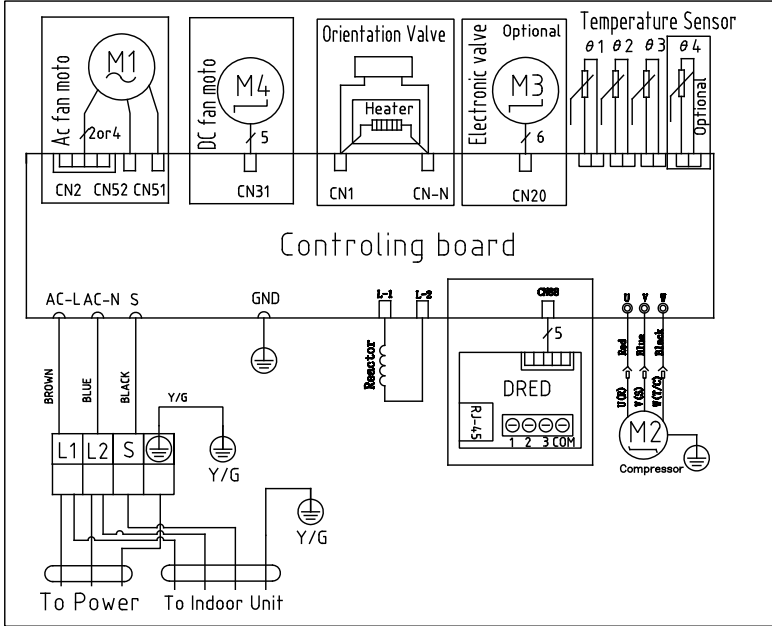 Ac fan moto
M1
2or4
CN2 CN52 CN51
DC fan moto
M4
5
CN31
Orientation Valve
Heater
CN1 CN-N
Electronic valve
Optional
M3
6
CN20
Temperature Sensor
θ1 θ2 θ3 θ4
Optional
Controling board
AC-L AC-N S
GND
L-1 L-2
Reactor
5
DRED
RJ-45
1 2 3 COM
U V W
Red Blue Black
U(R) V(S) W(T/C)
M2
Compressor
BROWN BLUE BLACK
Y/G
L1 L2 S
Y/G
Y/G
To Power
To Indoor Unit